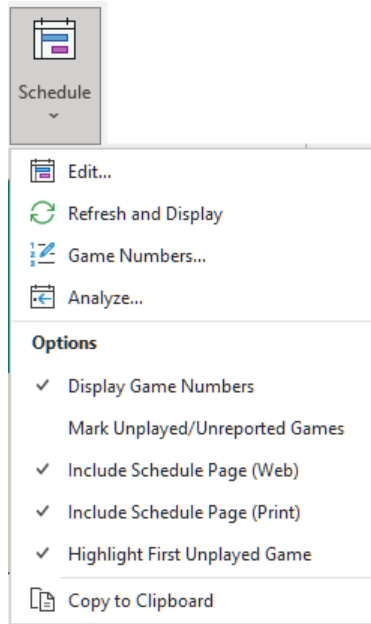 Schedule
Edit...
Refresh and Display
Game Numbers...
Analyze...
Options
Display Game Numbers
Mark Unplayed/Unreported Games
Include Schedule Page (Web)
Include Schedule Page (Print)
Highlight First Unplayed Game
Copy to Clipboard